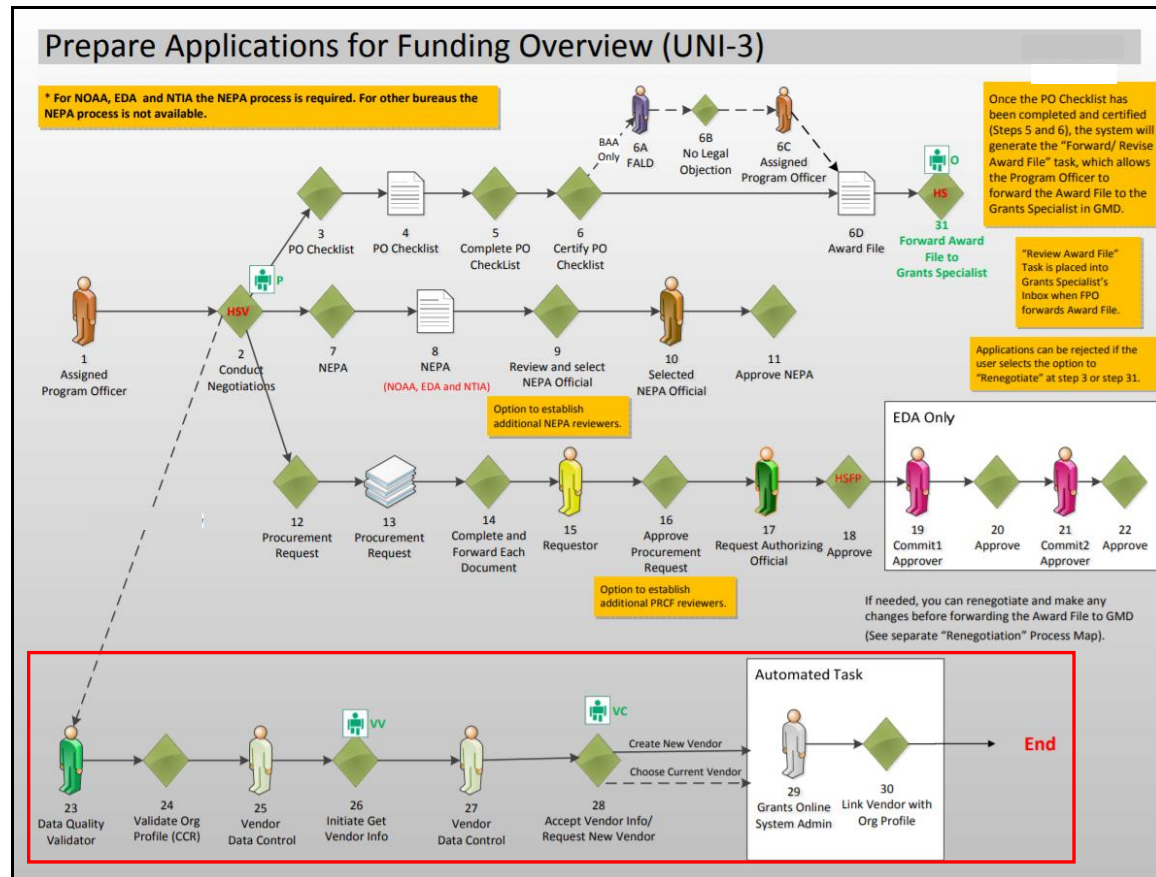 Prepare Applications for Funding Overview (UNI-3)
* For NOAA, EDA and NTIA the NEPA process is required. For other bureaus the
NEPA process is not available.
BAA
Only
6A
FALD
6B
No Legal
Objection
6C
Assigned
Program Officer
Once the PO Checklist has
been completed and certified
(Steps 5 and 6), the system will
generate the “Forward/ Revise
Award File” task, which allows
the Program Officer to
forward the Award File to the
Grants Specialist in GMD.
3
PO Checklist
4
PO Checklist
5
Complete PO
CheckList
6
Certify PO
Checklist
6D
Award File
O
HS
31
Forward Award
File to
Grants Specialist
“Review Award File”
Task is placed into
Grants Specialist’s
Inbox when FPO
forwards Award File.
P
HSV
1
Assigned
Program Officer
2
Conduct
Negotiations
7
NEPA
8
NEPA
(NOAA, EDA and NTIA)
9
Review and select
NEPA Official
10
Selected
NEPA Official
11
Approve NEPA
Applications can be rejected if the
user selects the option to
“Renegotiate” at step 3 or step 31.
Option to establish
additional NEPA reviewers.
EDA Only
12
Procurement
Request
13
Procurement
Request
14
Complete and
Forward Each
Document
15
Requestor
16
Approve
Procurement
Request
17
Request Authorizing
Official
HSFP
18
Approve
19
Commit1
Approver
20
Approve
21
Commit2
Approver
22
Approve
Option to establish
additional PRCF reviewers.
If needed, you can renegotiate and make any
changes before forwarding the Award File to GMD
(See separate “Renegotiation” Process Map).
Automated Task
23
Data Quality
Validator
24
Validate Org
Profile (CCR)
25
Vendor
Data Control
VV
26
Initiate Get
Vendor Info
27
Vendor
Data Control
VC
28
Accept Vendor Info/
Request New Vendor
Create New Vendor
Choose Current Vendor
29
Grants Online
System Admin
30
Link Vendor with
Org Profile
End